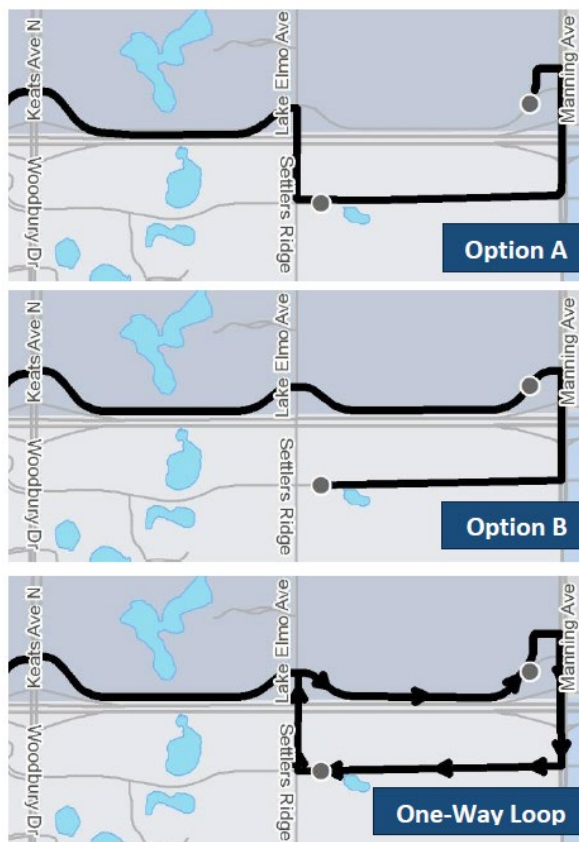 Keats Ave N
Lake Elmo Ave
Manning Ave
Woodbury Dr
Settlers Ridge
Option A
Keats Ave N
Lake Elmo Ave
Manning Ave
Woodbury Dr
Settlers Ridge
Option B
Keats Ave N
Lake Elmo Ave
Manning Ave
Woodbury Dr
Settlers Ridge
One-Way Loop